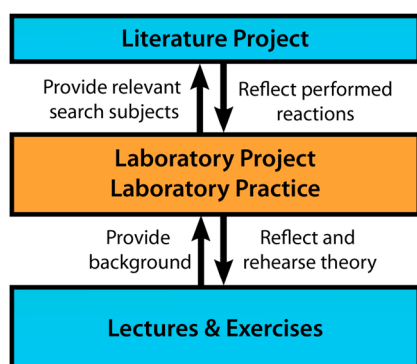 Literature Project
Provide relevant
search subjects
Reflect performed
reactions
Laboratory Project
Laboratory Practice
Provide
background
Reflect and
rehearse theory
Lectures & Exercises